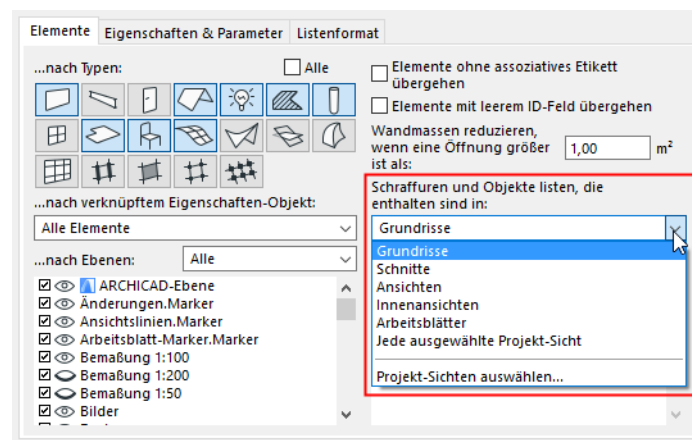 Elemente
Eigenschaften & Parameter
Listenformat
...nach Typen:
Alle
...nach verknüpftem Eigenschaften-Objekt:
Alle Elemente
...nach Ebenen:
Alle
ARCHICAD-Ebene
Änderungen.Marker
Ansichtslinien.Marker
Arbeitsblatt-Marker.Marker
Bemaßung 1:100
Bemaßung 1:200
Bemaßung 1:50
Bilder
Elemente ohne assoziatives Etikett
übergehen
Elemente mit leerem ID-Feld übergehen
Wandmassen reduzieren,
wenn eine Öffnung größer
ist als:
1,00
m²
Schraffuren und Objekte listen, die
enthalten sind in:
Grundrisse
Grundrisse
Schnitte
Ansichten
Innenansichten
Arbeitsblätter
Jede ausgewählte Projekt-Sicht
Projekt-Sichten auswählen...